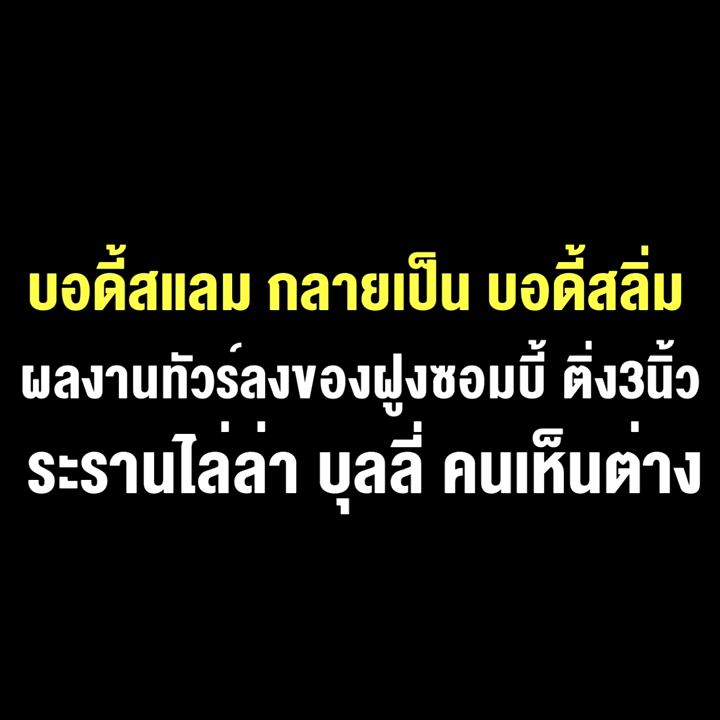 บอดี้สแลม กลายเป็น บอดี้สลิ่ม
ผลงานทัวร์ลงของฝูงซอมบี้ ติ่ง3นิ้ว
ระรานไล่ล่า บุลลี่ คนเห็นต่าง